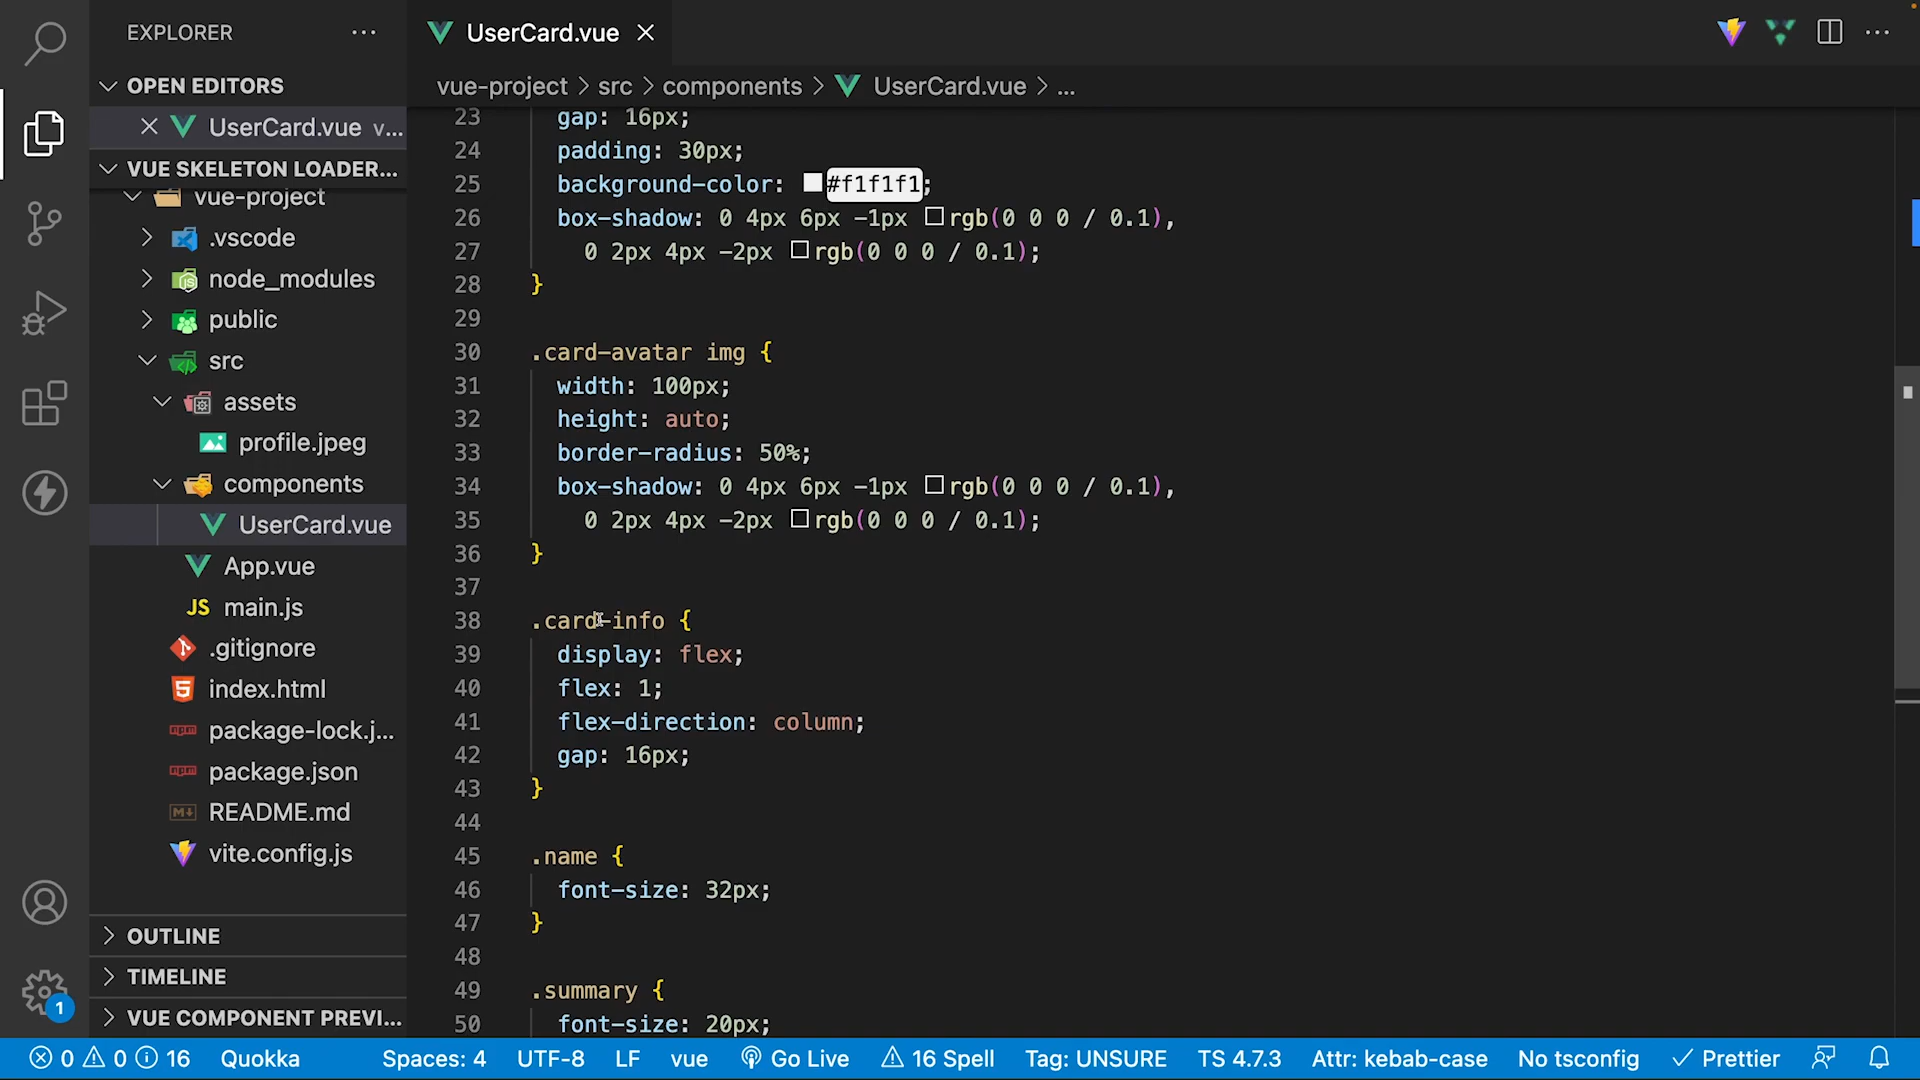 EXPLORER
OPEN EDITORS
UserCard.vue v...
VUE SKELETON LOADER...
vue-project
.vscode
node_modules
public
src
assets
profile.jpeg
components
UserCard.vue
App.vue
main.js
.gitignore
index.html
package-lock.j...
package.json
README.md
vite.config.js
OUTLINE
TIMELINE
VUE COMPONENT PREVI...
1
UserCard.vue
vue-project > src > components > UserCard.vue > ...
23 gap: 16px;
24 padding: 30px;
25 background-color: #f1f1f1;
26 box-shadow: 0 4px 6px -1px rgb(0 0 0 / 0.1),
27 0 2px 4px -2px rgb(0 0 0 / 0.1);
28 }
29
30 .card-avatar img {
31 width: 100px;
32 height: auto;
33 border-radius: 50%;
34 box-shadow: 0 4px 6px -1px rgb(0 0 0 / 0.1),
35 0 2px 4px -2px rgb(0 0 0 / 0.1);
36 }
37
38 .card-info {
39 display: flex;
40 flex: 1;
41 flex-direction: column;
42 gap: 16px;
43 }
44
45 .name {
46 font-size: 32px;
47 }
48
49 .summary {
50 font-size: 20px;
0 0 16 Quokka Spaces: 4 UTF-8 LF vue Go Live 16 Spell Tag: UNSURE TS 4.7.3 Attr: kebab-case No tsconfig Prettier